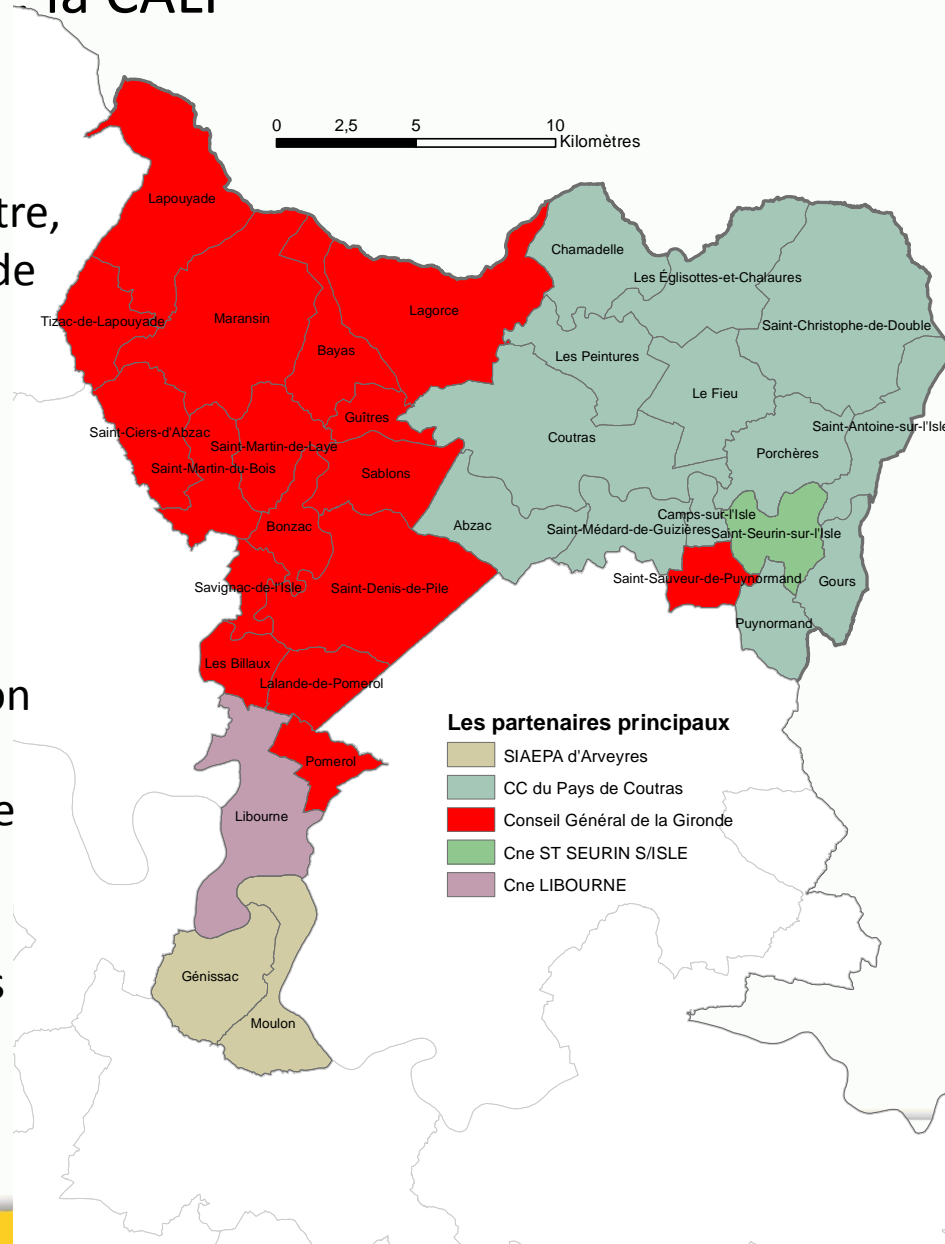 la CALI
0 2,5 5 10
Kilomètres
Lapouyade
tre,
Chamadelle
de
Les Églisottes-et-Chalaures
Lagorce
Tizac-de-Lapouyade
Maransin
Saint-Christophe-de-Double
Bayas
Les Peintures
Le Fieu
Guîtres
Saint-Antoine-sur-l'Isle
Saint-Ciers-d'Abzac
Coutras
Saint-Martin-de-Laye
Porchères
Saint-Martin-du-Bois
Sablons
Camps-sur-l'Isle
Bonzac
Abzac
Saint-Médard-de-Guizières
Saint-Seurin-sur-l'Isle
Saint-Sauveur-de-Puynormand
Gours
Savignac-de-l'Isle
Saint-Denis-de-Pile
Puynormand
Les Billaux
Lalande-de-Pomerol
on
Les partenaires principaux
SIAEPA d'Arveyres
Pomerol
CC du Pays de Coutras
e
Libourne
Conseil Général de la Gironde
Cne ST SEURIN S/ISLE
Cne LIBOURNE
Génissac
s
Moulon